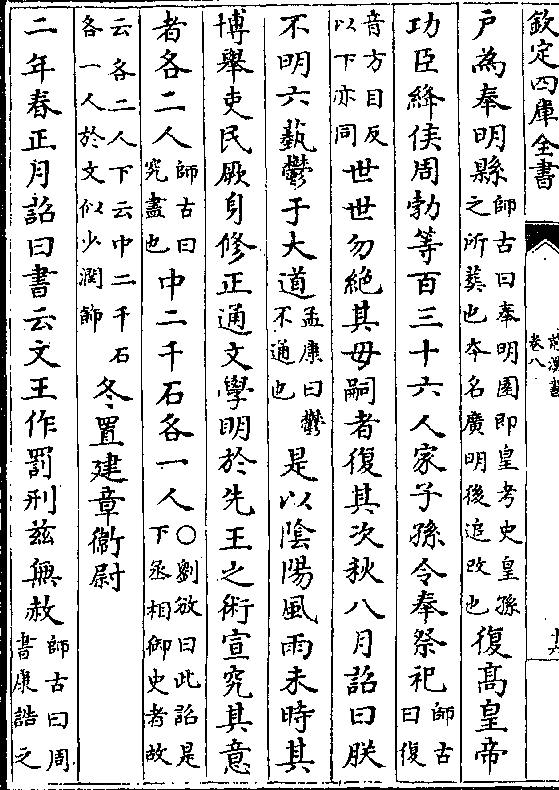 欽定四庫全書
前漢書
卷八
十六
户為奉明縣師古曰奉明園即皇考史皇孫之所葬也本名廣明後追改也復髙皇帝
功臣絳侯周勃等百三十六人家子孫令奉祭祀師古曰復
音方目反以下亦同世世勿絶其毋嗣者復其次秋八月詔曰朕
不明六藝鬱于大道孟康曰鬱不通也是以隂陽風雨未時其
博舉吏民厥身修正通文學明於先王之術宣究其意
者各二人師古曰究盡也中二千石各一人○劉攽曰此詔是下丞相御史者故
云各二人下云中二千石各一人於文似少潤飾冬置建章衞尉
二年春正月詔曰書云文王作罰刑兹無赦師古曰周書康誥之